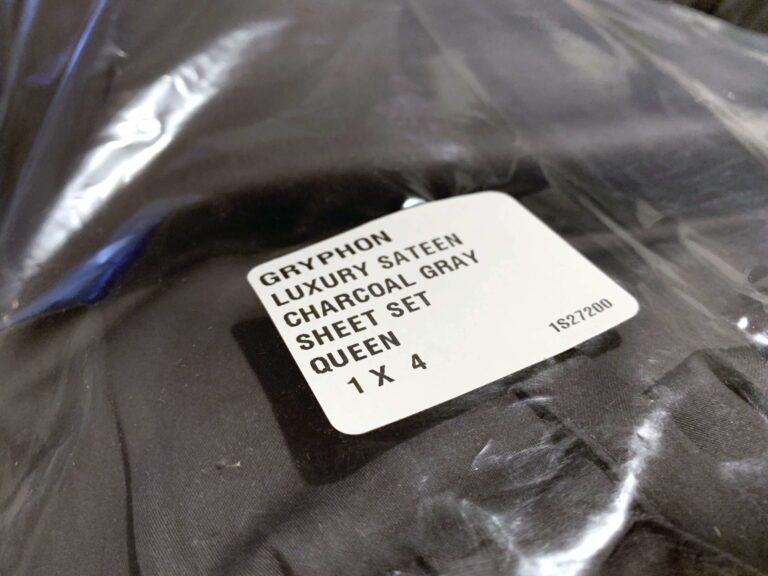 GRYPHON
LUXURY SATEEN
CHARCOAL GRAY
SHEET SET
QUEEN
1 X 4
1S27200